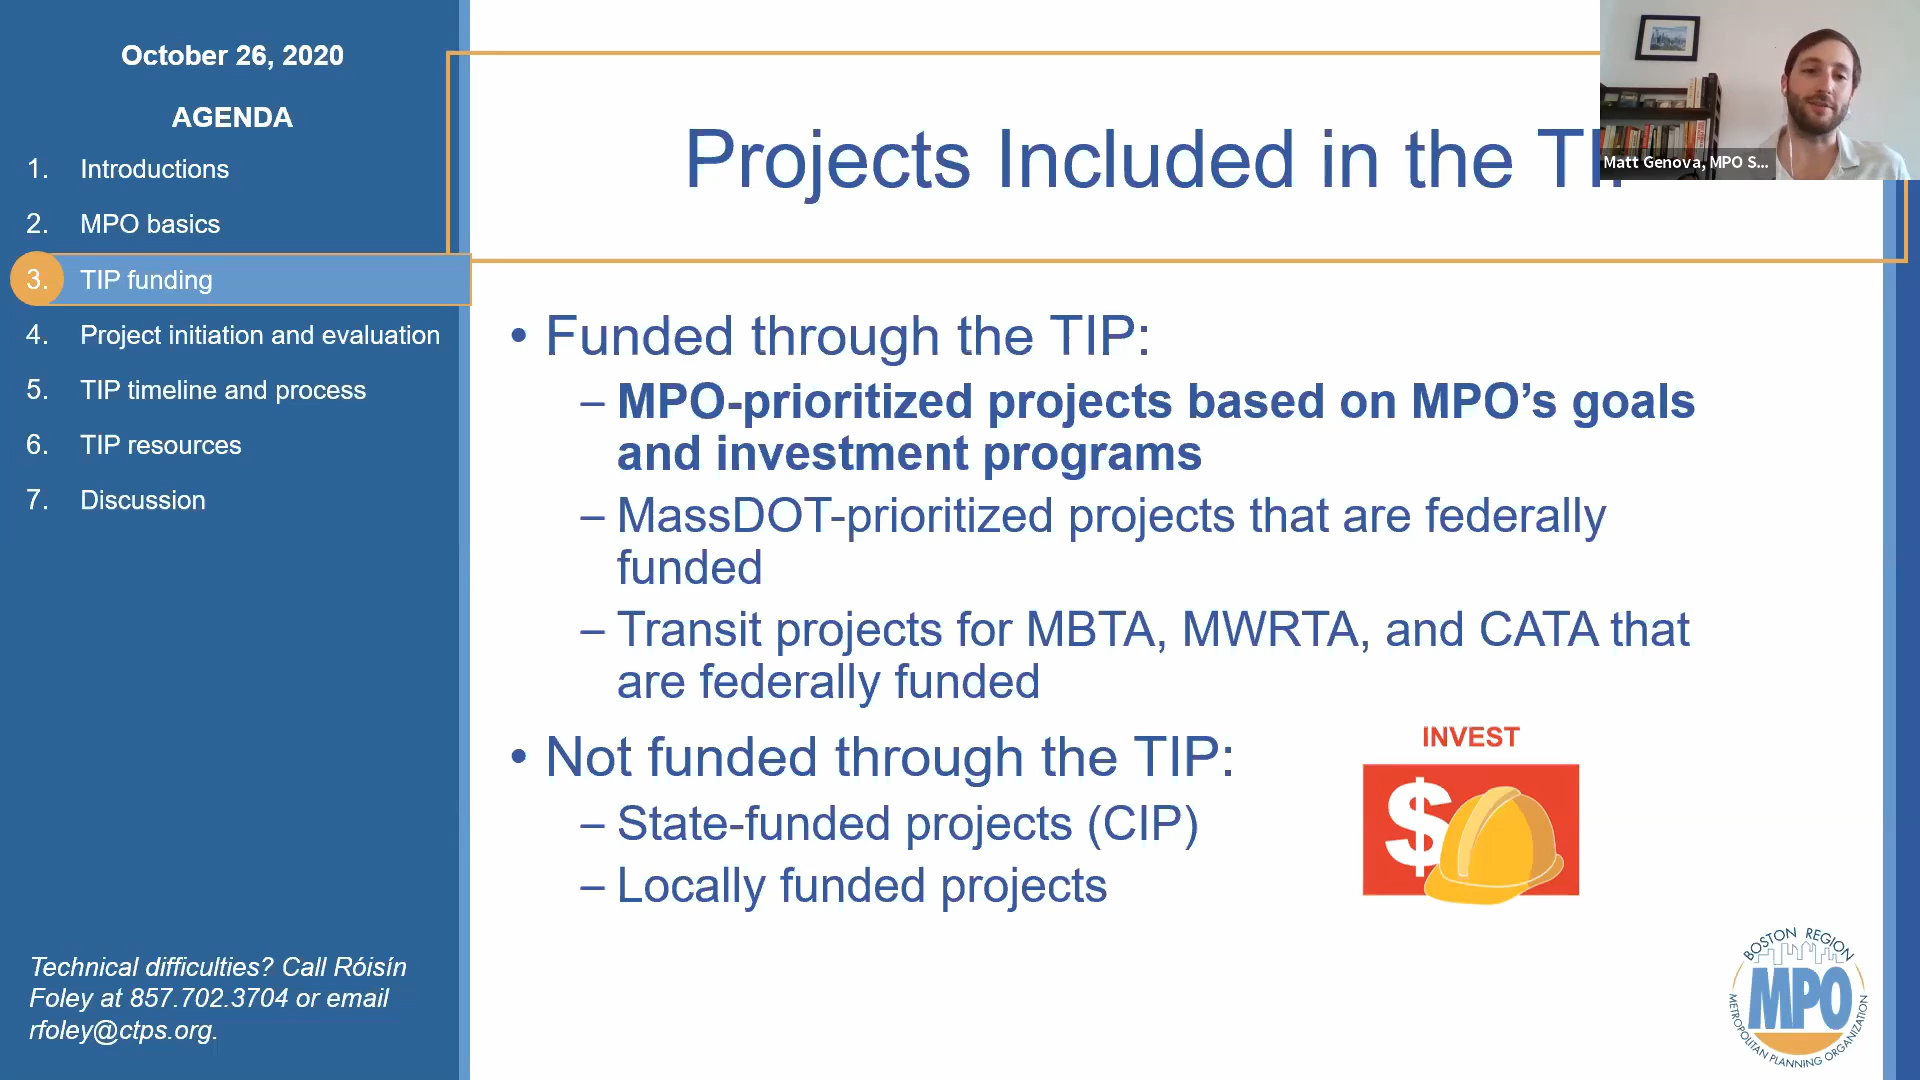 October 26, 2020
AGENDA
1. Introductions
2. MPO basics
3. TIP funding
4. Project initiation and evaluation
5. TIP timeline and process
6. TIP resources
7. Discussion
Technical difficulties? Call Róisín
Foley at 857.702.3704 or email
rfoley@ctps.org.
Projects Included in the TI
Matt Genova, MPO S...
• Funded through the TIP:
– MPO-prioritized projects based on MPO’s goals
and investment programs
– MassDOT-prioritized projects that are federally
funded
– Transit projects for MBTA, MWRTA, and CATA that
are federally funded
• Not funded through the TIP:
– State-funded projects (CIP)
– Locally funded projects
INVEST
$
BOSTON REGION
MPO
METROPOLITAN PLANNING ORGANIZATION